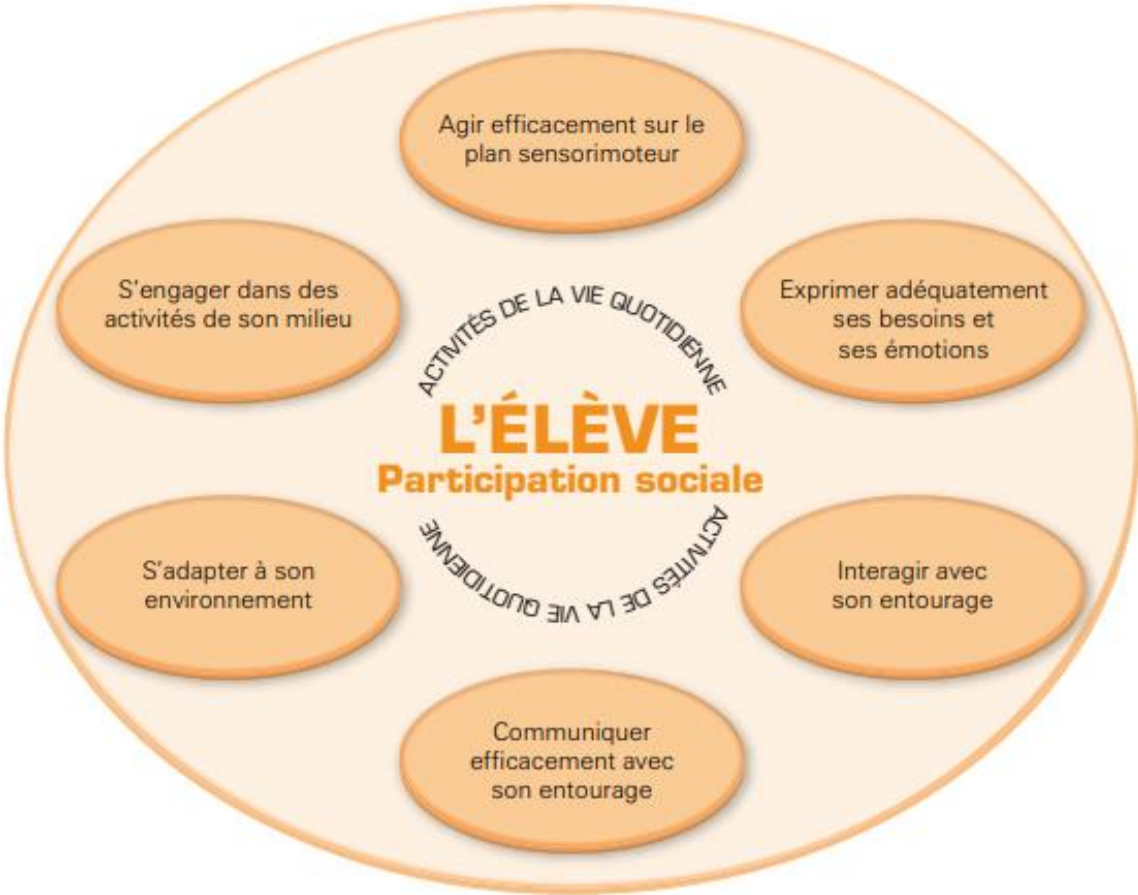 Agir efficacement sur le
plan sensorimoteur
S'engager dans des
activités de son milieu
Exprimer adéquatement
ses besoins et
ses émotions
ACTIVITÉS DE LA VIE QUOTIDIENNE
L'ÉLÈVE
Participation sociale
ACTIVITÉS DE LA VIE QUOTIDIENNE
S'adapter à son
environnement
Interagir avec
son entourage
Communiquer
efficacement avec
son entourage